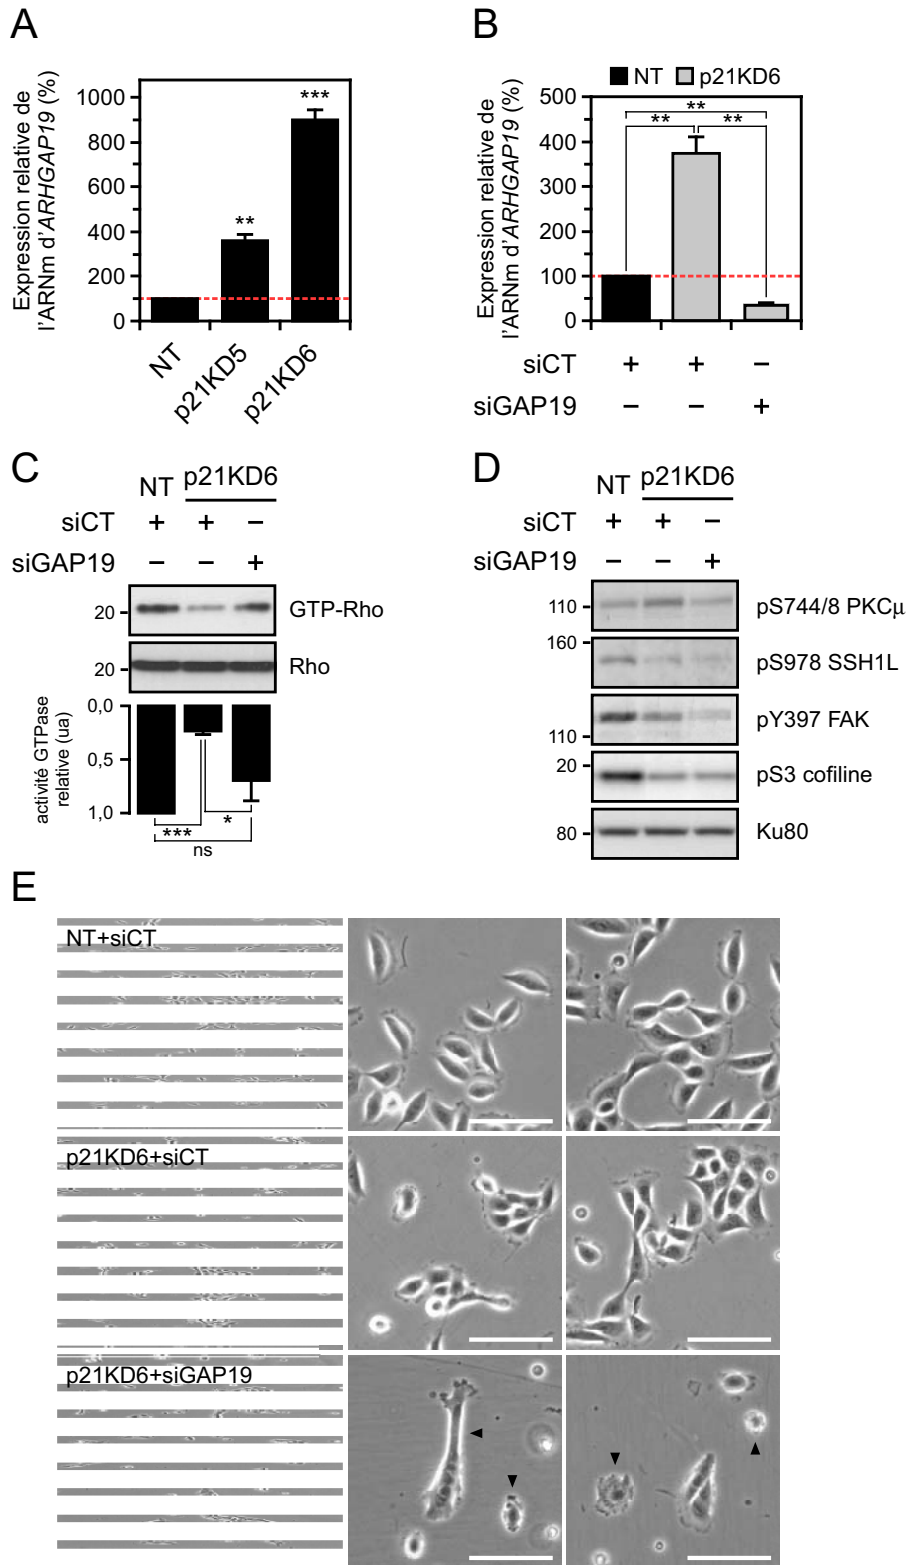 A
Expression relative de
l'ARNm d'ARHGAP19 (%)
1000
800
600
400
200
0
***
**
NT
p21KD5
p21KD6
B
NT p21KD6
Expression relative de
l'ARNm d'ARHGAP19 (%)
500
400
300
200
100
0
**
** **
siCT + + –
siGAP19 – – +
C
NT p21KD6
siCT + + –
siGAP19 – – +
20 GTP-Rho
20 Rho
activité GTPase
relative (ua)
0,0
0,5
1,0
*** *
ns
D
NT p21KD6
siCT + + –
siGAP19 – – +
110 pS744/8 PKCµ
160 pS978 SSH1L
110 pY397 FAK
20 pS3 cofiline
80 Ku80
E
NT+siCT
p21KD6+siCT
p21KD6+siGAP19